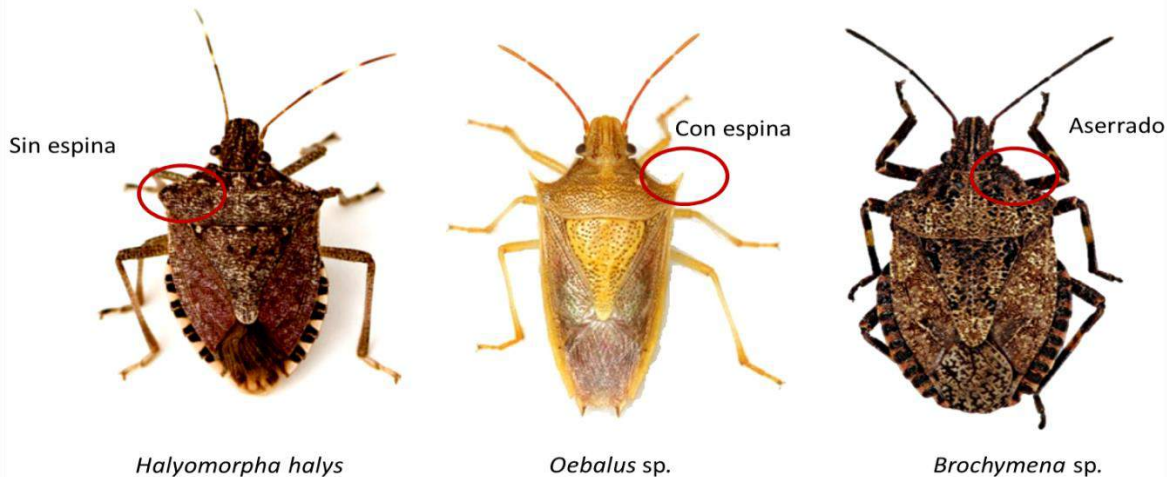 Sin espina
Con espina
Aserrado
Halyomorpha halys
Oebalus sp.
Brochymena sp.